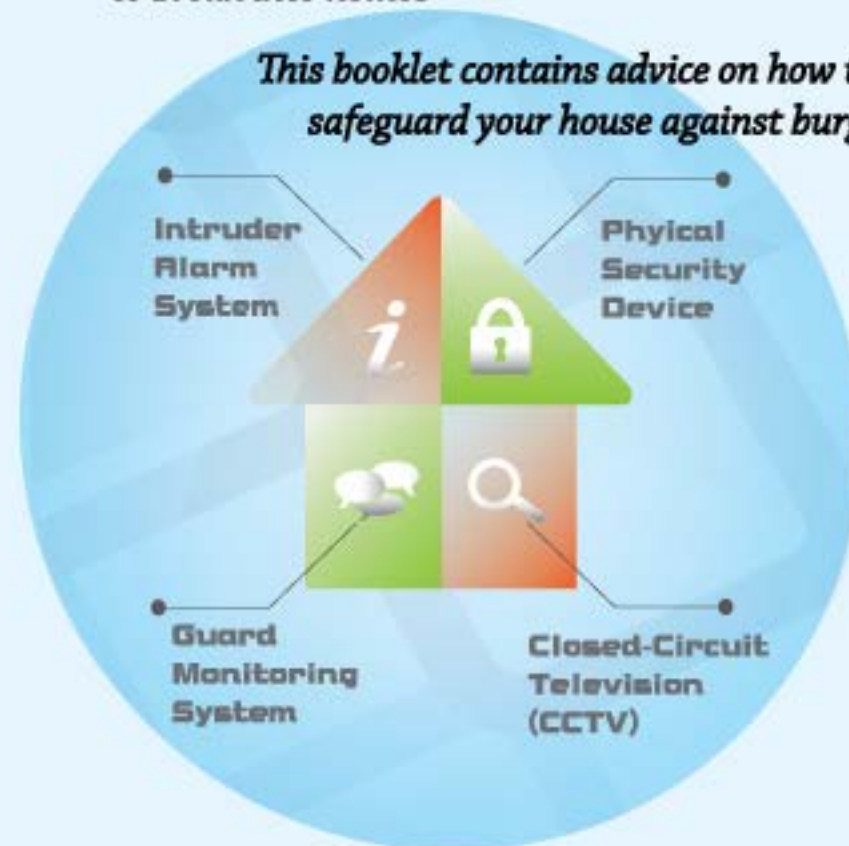 This booklet contains advice on how
safeguard your house against
Intruder
Alarm
System
Phyical
Security
Device
Guard
Monitoring
System
Closed-Circuit
Television
(CCTV)